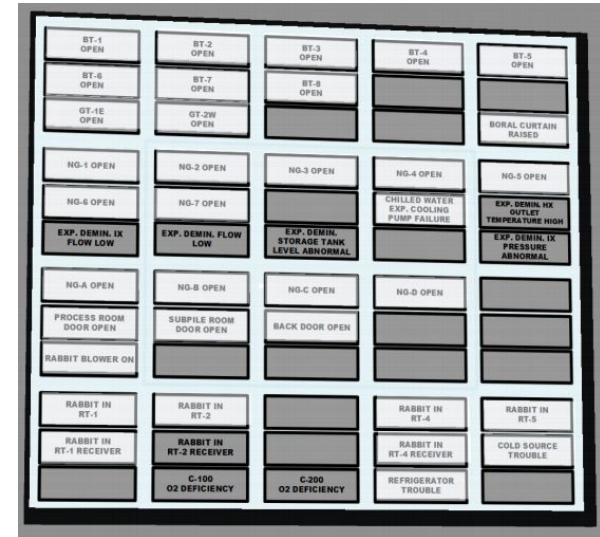 BT-1
OPEN
BT-2
OPEN
BT-3
OPEN
BT-4
OPEN
BT-5
OPEN
BT-6
OPEN
BT-7
OPEN
BT-8
OPEN
GT-1E
OPEN
GT-2W
OPEN
BORAL CURTAIN
RAISED
NG-1 OPEN
NG-2 OPEN
NG-3 OPEN
NG-4 OPEN
NG-5 OPEN
NG-6 OPEN
NG-7 OPEN
CHILLED WATER
EXP. COOLING
PUMP FAILURE
EXP. DEMIN. HX
OUTLET
TEMPERATURE HIGH
EXP. DEMIN. IX
FLOW LOW
EXP. DEMIN. FLOW
LOW
EXP. DEMIN.
STORAGE TANK
LEVEL ABNORMAL
EXP. DEMIN. IX
PRESSURE
ABNORMAL
NG-A OPEN
NG-B OPEN
NG-C OPEN
NG-D OPEN
PROCESS ROOM
DOOR OPEN
SUBPILE ROOM
DOOR OPEN
BACK DOOR OPEN
RABBIT BLOWER ON
RABBIT IN
RT-1
RABBIT IN
RT-2
RABBIT IN
RT-4
RABBIT IN
RT-5
RABBIT IN
RT-1 RECEIVER
RABBIT IN
RT-2 RECEIVER
RABBIT IN
RT-4 RECEIVER
COLD SOURCE
TROUBLE
C-100
O2 DEFICIENCY
C-200
O2 DEFICIENCY
REFRIGERATOR
TROUBLE